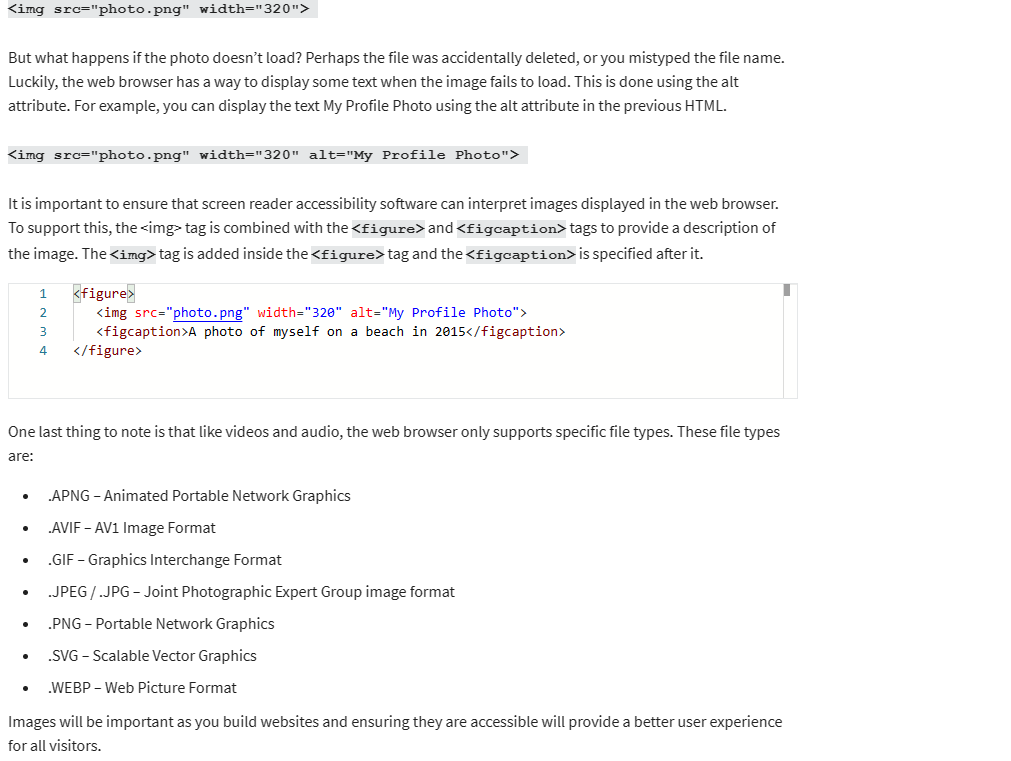 <img src="photo.png" width="320">
But what happens if the photo doesn’t load? Perhaps the file was accidentally deleted, or you mistyped the file name.
Luckily, the web browser has a way to display some text when the image fails to load. This is done using the alt
attribute. For example, you can display the text My Profile Photo using the alt attribute in the previous HTML.
<img src="photo.png" width="320" alt="My Profile Photo">
It is important to ensure that screen reader accessibility software can interpret images displayed in the web browser.
To support this, the <img> tag is combined with the <figure> and <figcaption> tags to provide a description of
the image. The <img> tag is added inside the <figure> tag and the <figcaption> is specified after it.
1 <figure>
2 <img src="photo.png" width="320" alt="My Profile Photo">
3 <figcaption>A photo of myself on a beach in 2015</figcaption>
4 </figure>
One last thing to note is that like videos and audio, the web browser only supports specific file types. These file types
are:
• .APNG – Animated Portable Network Graphics
• .AVIF – AV1 Image Format
• .GIF – Graphics Interchange Format
• .JPEG / .JPG – Joint Photographic Expert Group image format
• .PNG – Portable Network Graphics
• .SVG – Scalable Vector Graphics
• .WEBP – Web Picture Format
Images will be important as you build websites and ensuring they are accessible will provide a better user experience
for all visitors.